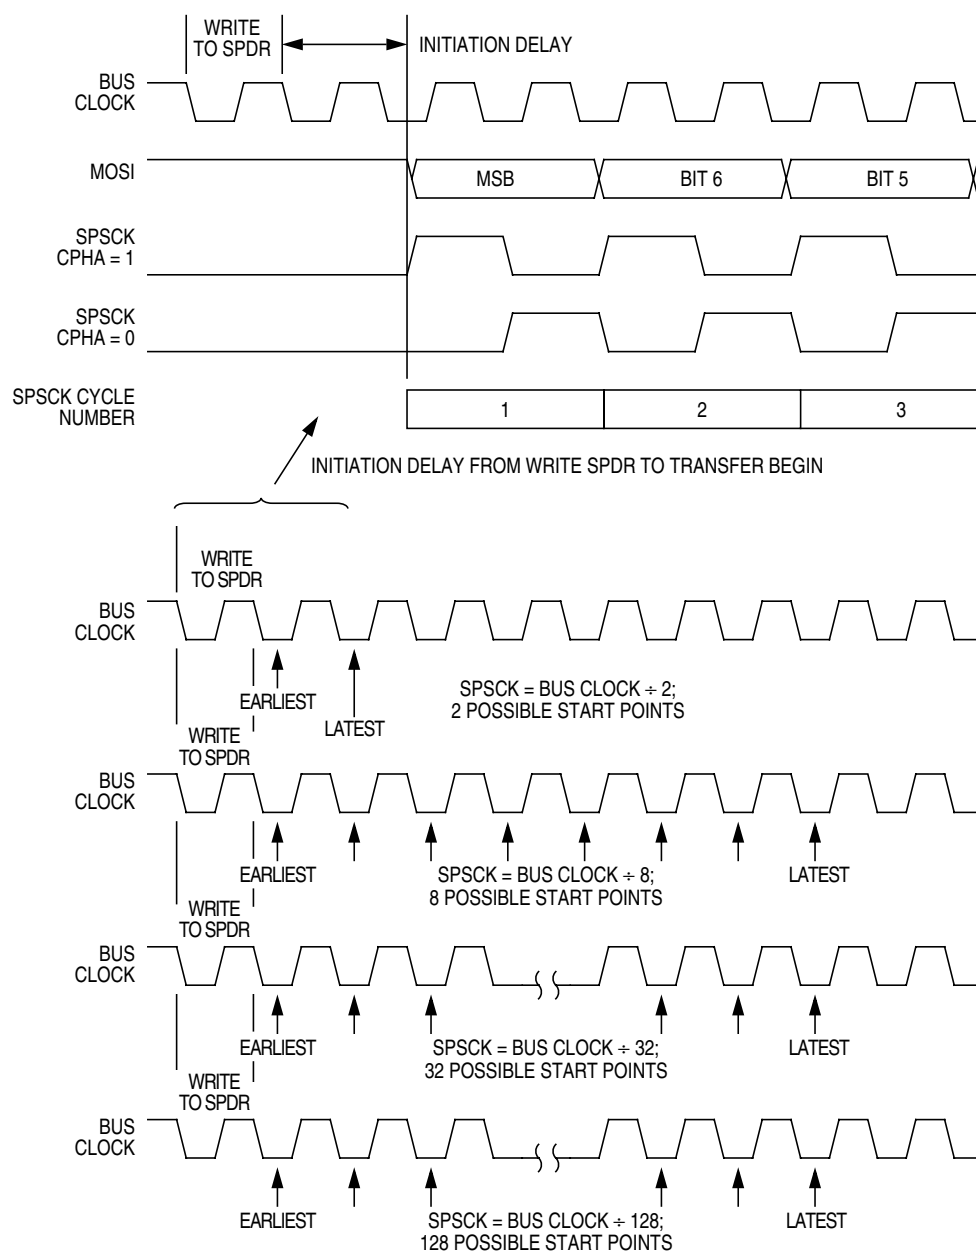 WRITE
TO SPDR
INITIATION DELAY
BUS
CLOCK
MOSI
MSB
BIT 6
BIT 5
SPSCK
CPHA = 1
SPSCK
CPHA = 0
SPSCK CYCLE
NUMBER
1
2
3
INITIATION DELAY FROM WRITE SPDR TO TRANSFER BEGIN
WRITE
TO SPDR
BUS
CLOCK
EARLIEST
LATEST
SPSCK = BUS CLOCK ÷ 2;
2 POSSIBLE START POINTS
WRITE
TO SPDR
BUS
CLOCK
EARLIEST
SPSCK = BUS CLOCK ÷ 8;
8 POSSIBLE START POINTS
LATEST
WRITE
TO SPDR
BUS
CLOCK
EARLIEST
SPSCK = BUS CLOCK ÷ 32;
32 POSSIBLE START POINTS
LATEST
WRITE
TO SPDR
BUS
CLOCK
EARLIEST
SPSCK = BUS CLOCK ÷ 128;
128 POSSIBLE START POINTS
LATEST